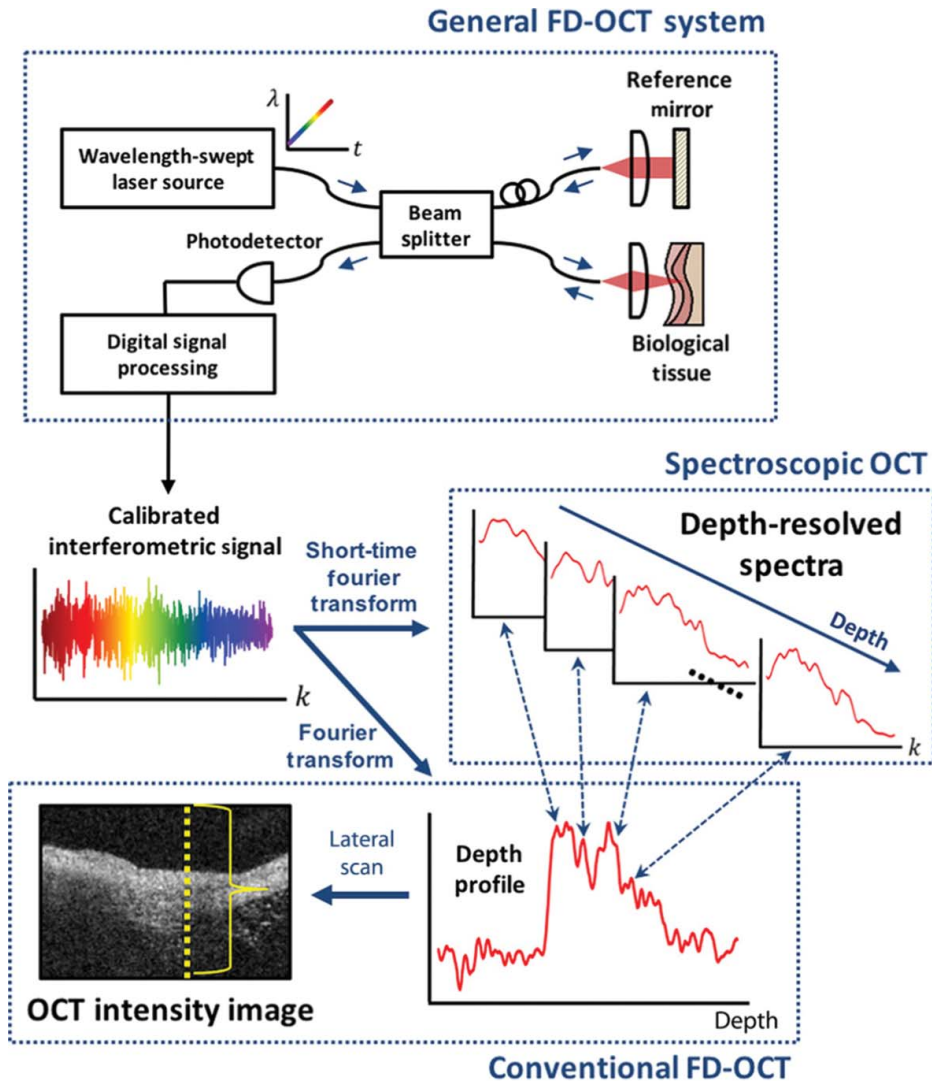 General FD-OCT system
λ
t
Wavelength-swept
laser source
Reference
mirror
Beam
splitter
Photodetector
Digital signal
processing
Biological
tissue
Spectroscopic OCT
Calibrated
interferometric signal
k
Short-time
fourier
transform
Fourier
transform
Depth-resolved
spectra
Depth
k
Lateral
scan
Depth
profile
OCT intensity image
Depth
Conventional FD-OCT